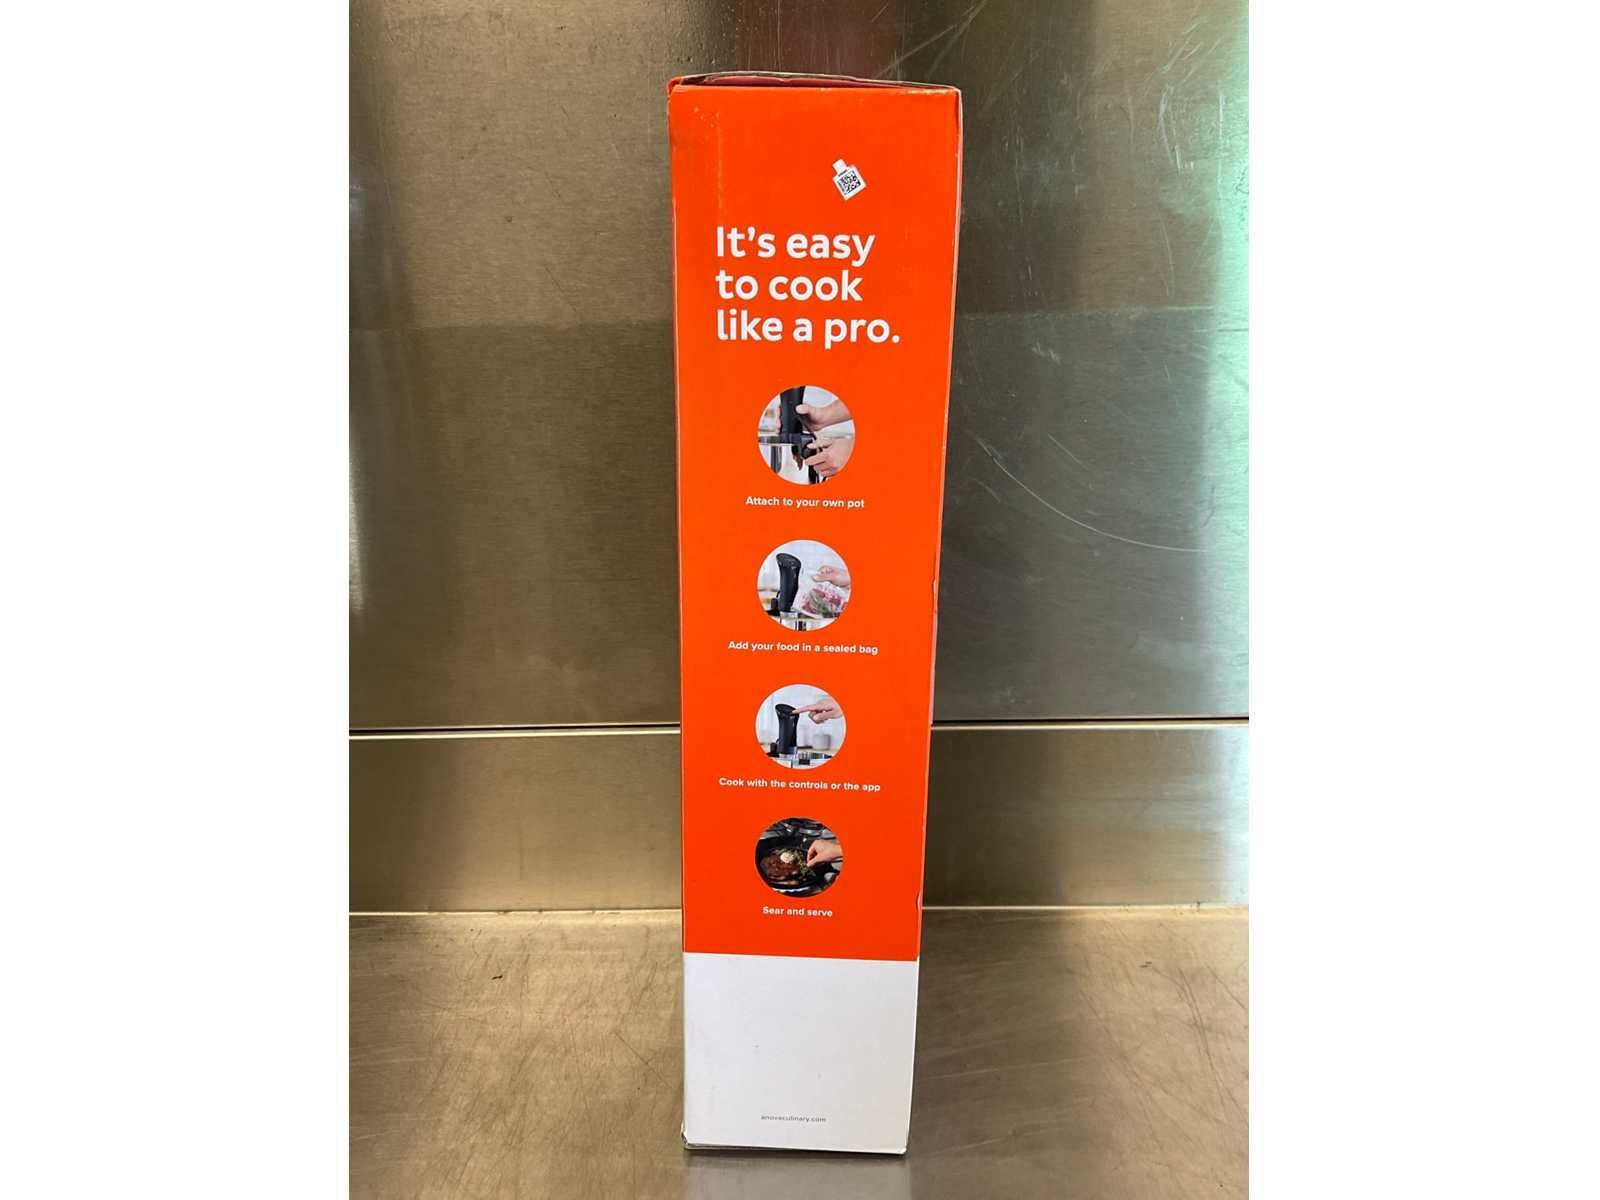 It's easy
to cook
like a pro.
Attach to your own pot
Add your food in a sealed bag
Cook with the controls or the app
Sear and serve
anovaculinary.com